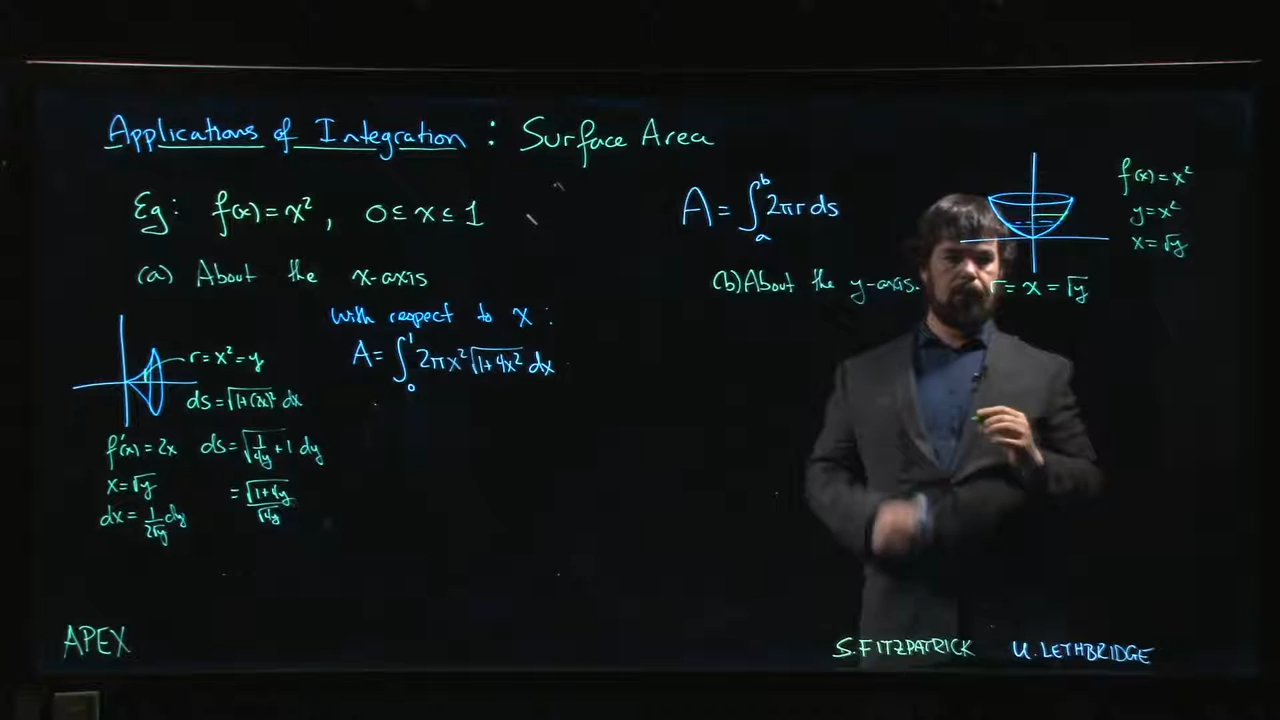 Applications of Integration : Surface Area
Eg: f(x) = x², 0 ≤ x ≤ 1
(a) About the x-axis
with respect to x :
A = ∫₀¹ 2πx² √(1+4x²) dx
r = x² = y
ds = √(1+(2x)²) dx
f'(x) = 2x
x = √y
dx = 1/(2√y) dy
ds = √(1/(4y) + 1) dy
= √(1+4y)/√(4y)
A = ∫ₐᵇ 2πr ds
(b) About the y-axis.
f(x) = x²
y = x²
x = √y
r = x = √y
APEX
S. FITZPATRICK
U. LETHBRIDGE